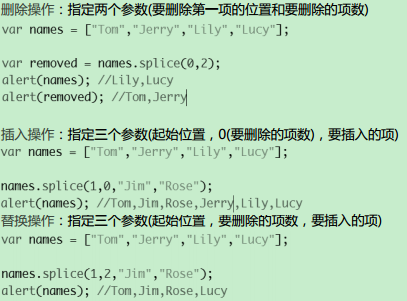 删除操作：指定两个参数(要删除第一项的位置和要删除的项数)
var names = ["Tom","Jerry","Lily","Lucy"];
var removed = names.splice(0,2);
alert(names); //Lily,Lucy
alert(removed); //Tom,Jerry
插入操作：指定三个参数(起始位置，0(要删除的项数)，要插入的项)
var names = ["Tom","Jerry","Lily","Lucy"];
names.splice(1,0,"Jim","Rose");
alert(names); //Tom,Jim,Rose,Jerry,Lily,Lucy
替换操作：指定三个参数(起始位置，要删除的项数，要插入的项)
var names = ["Tom","Jerry","Lily","Lucy"];
names.splice(1,2,"Jim","Rose");
alert(names); //Tom,Jim,Rose,Lucy